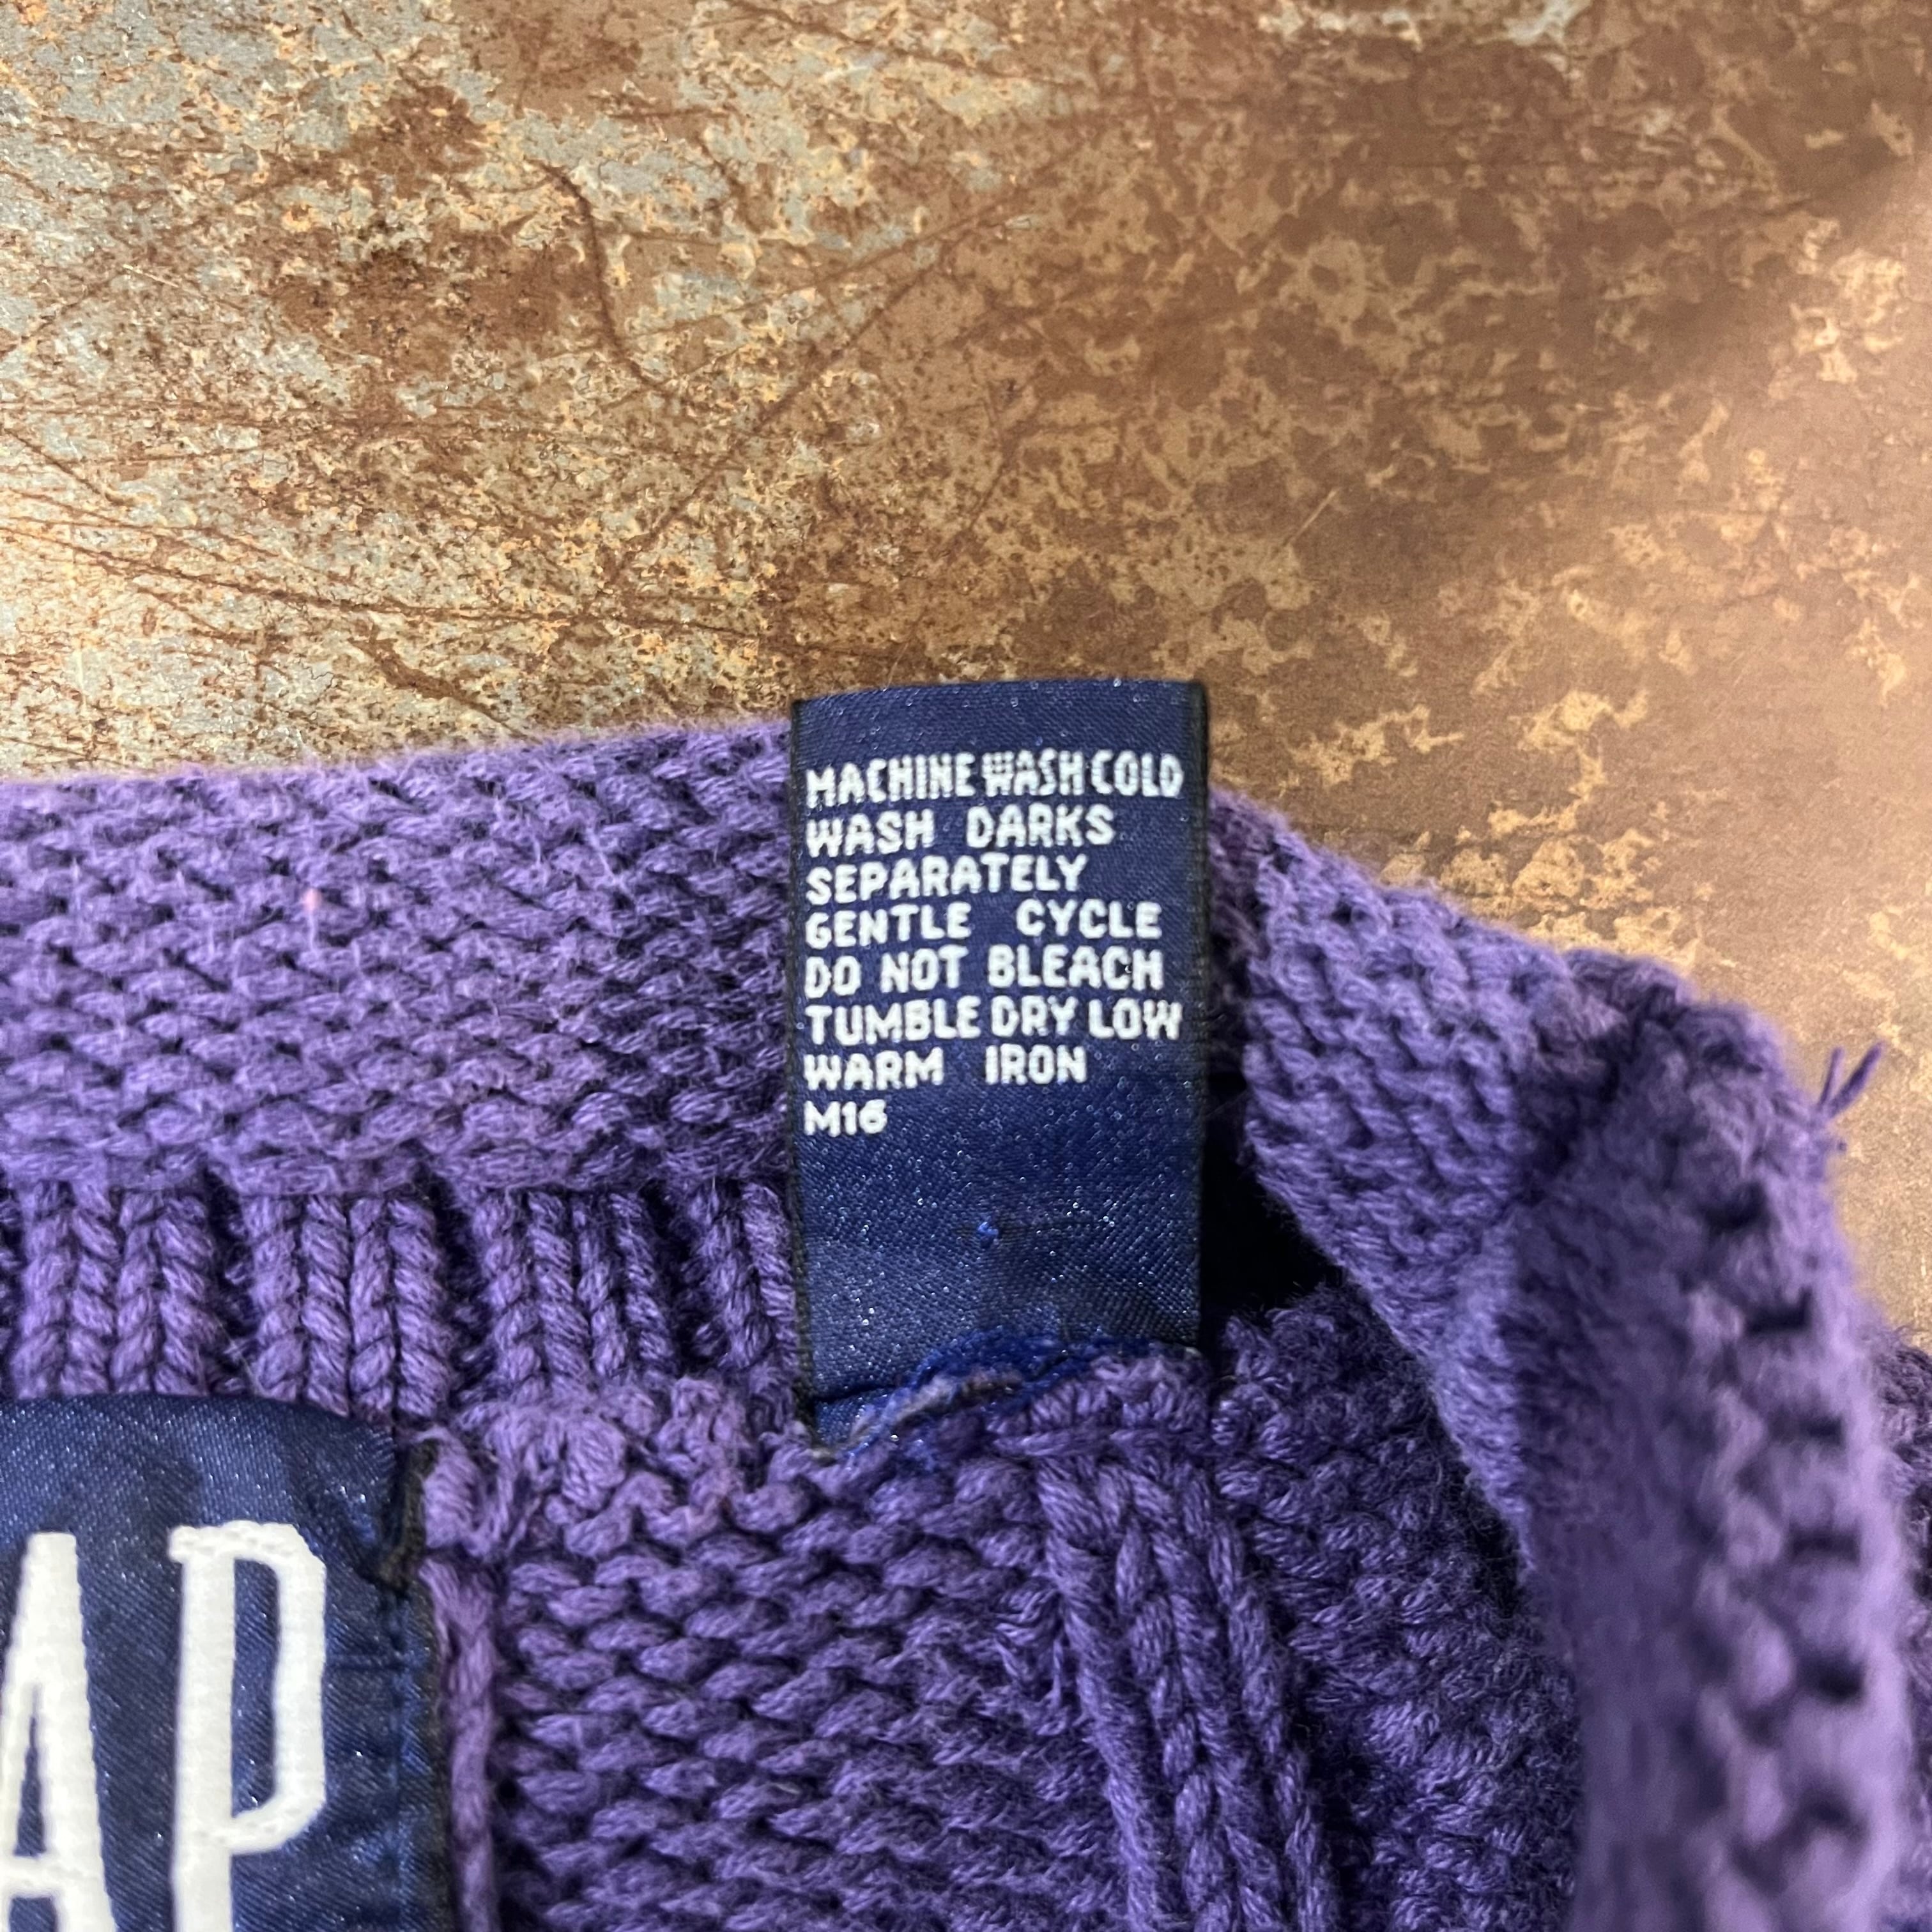 MACHINE WASH COLD
WASH DARKS
SEPARATELY
GENTLE CYCLE
DO NOT BLEACH
TUMBLE DRY LOW
WARM IRON
M16
AP